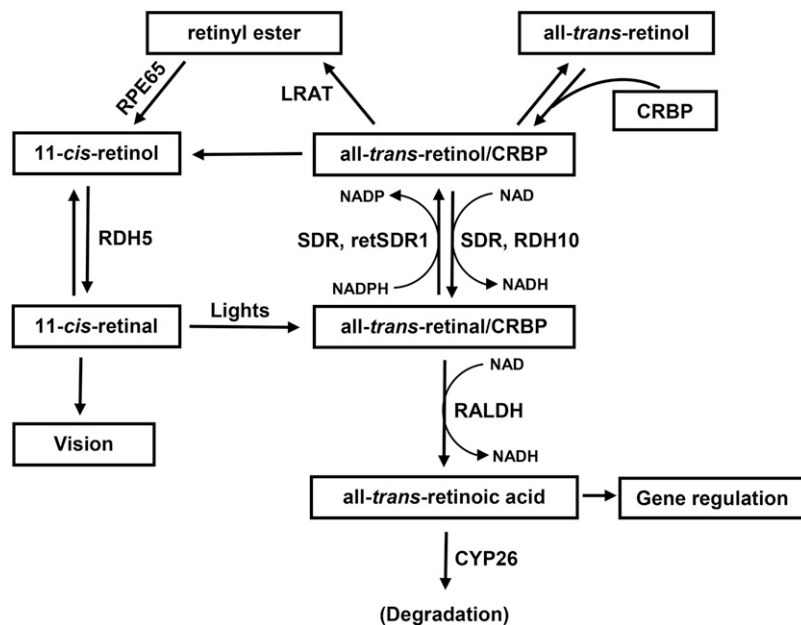 retinyl ester
all-trans-retinol
RPE65
LRAT
CRBP
11-cis-retinol
all-trans-retinol/CRBP
NADP
NAD
RDH5
SDR, retSDR1
SDR, RDH10
NADPH
NADH
11-cis-retinal
Lights
all-trans-retinal/CRBP
NAD
RALDH
Vision
NADH
all-trans-retinoic acid
Gene regulation
CYP26
(Degradation)